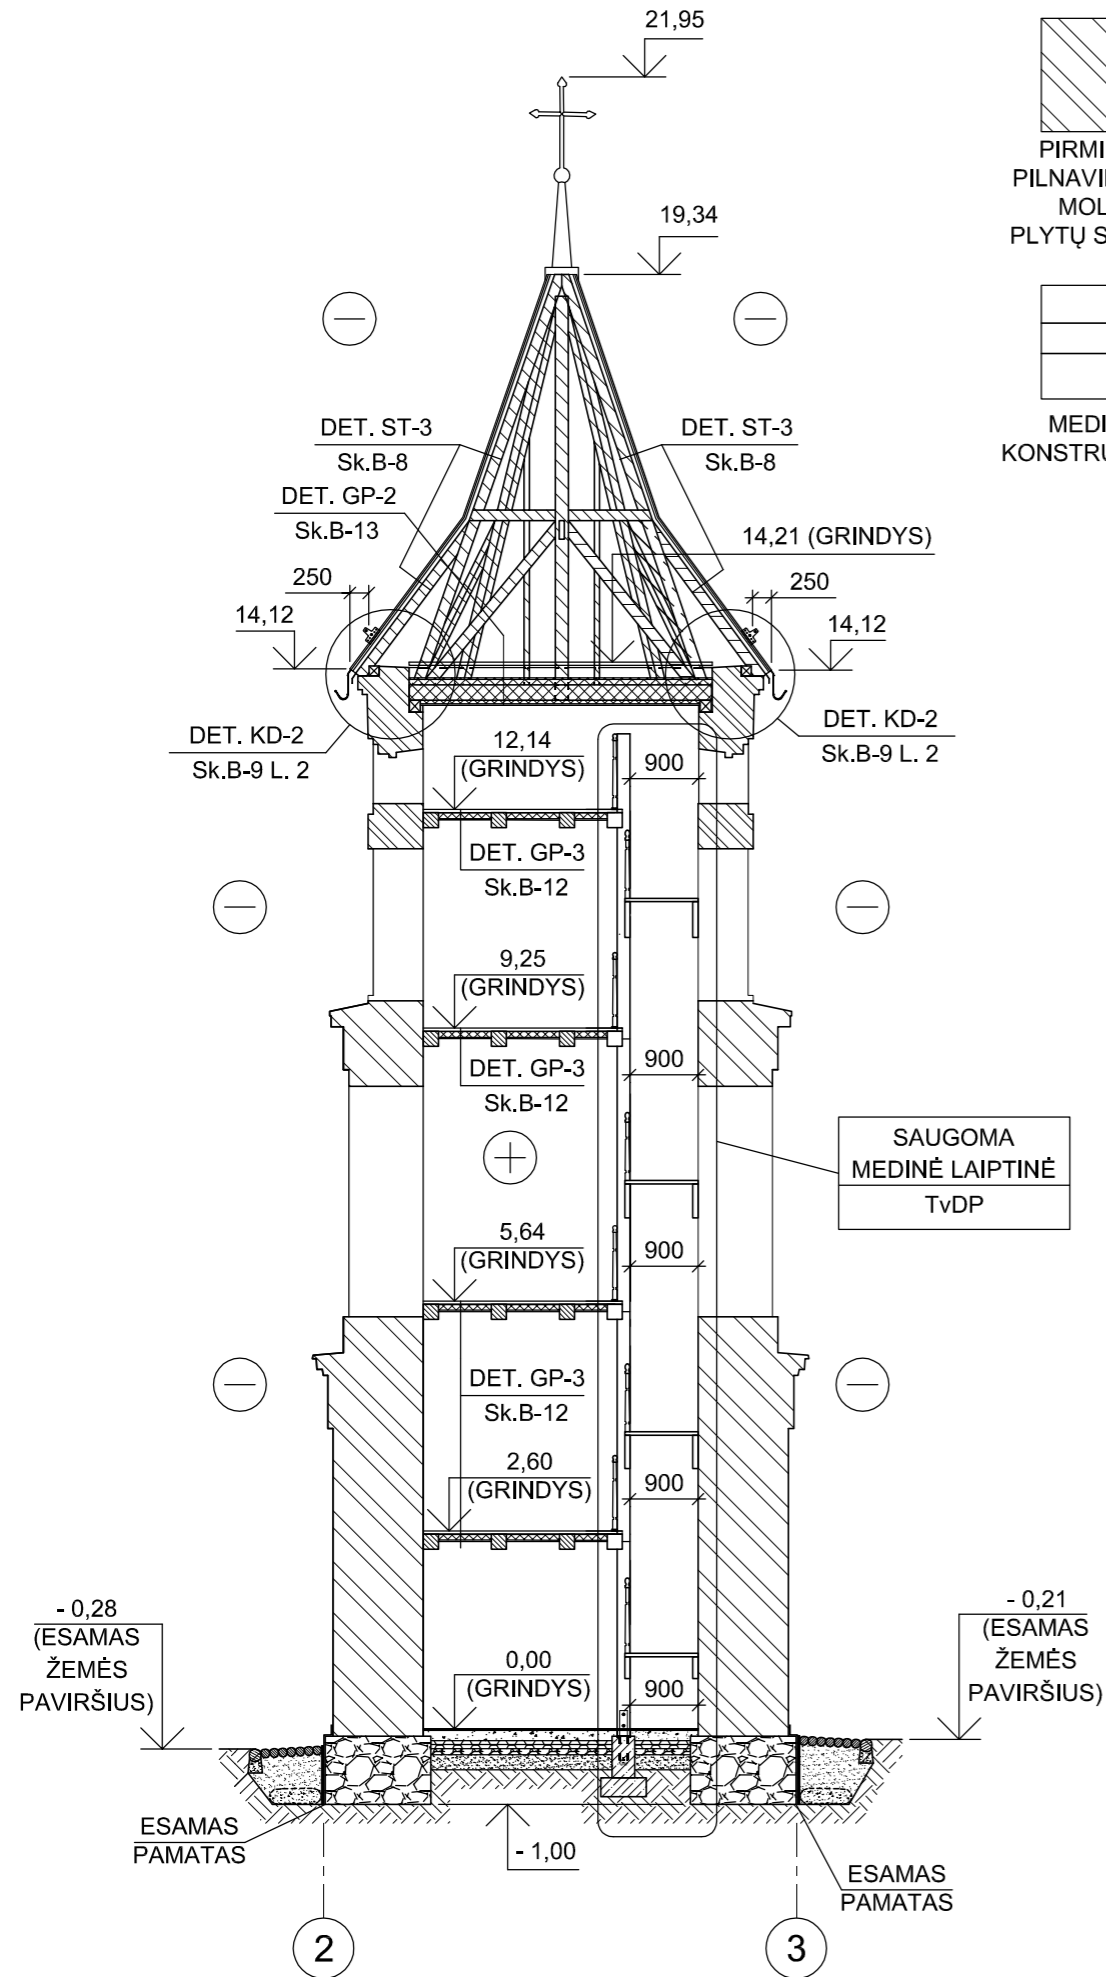 21,95
19,34
PIRMI
PILNAVI
MOL
PLYTŲ S
MEDI
KONSTRU
DET. ST-3
Sk.B-8
DET. ST-3
Sk.B-8
DET. GP-2
Sk.B-13
14,21 (GRINDYS)
250
250
14,12
14,12
DET. KD-2
Sk.B-9 L. 2
DET. KD-2
Sk.B-9 L. 2
12,14
(GRINDYS)
900
DET. GP-3
Sk.B-12
9,25
(GRINDYS)
900
DET. GP-3
Sk.B-12
SAUGOMA
MEDINĖ LAIPTINĖ
TvDP
5,64
(GRINDYS)
900
DET. GP-3
Sk.B-12
2,60
(GRINDYS)
900
- 0,28
(ESAMAS
ŽEMĖS
PAVIRŠIUS)
- 0,21
(ESAMAS
ŽEMĖS
PAVIRŠIUS)
0,00
(GRINDYS)
900
ESAMAS
PAMATAS
- 1,00
ESAMAS
PAMATAS
2
3